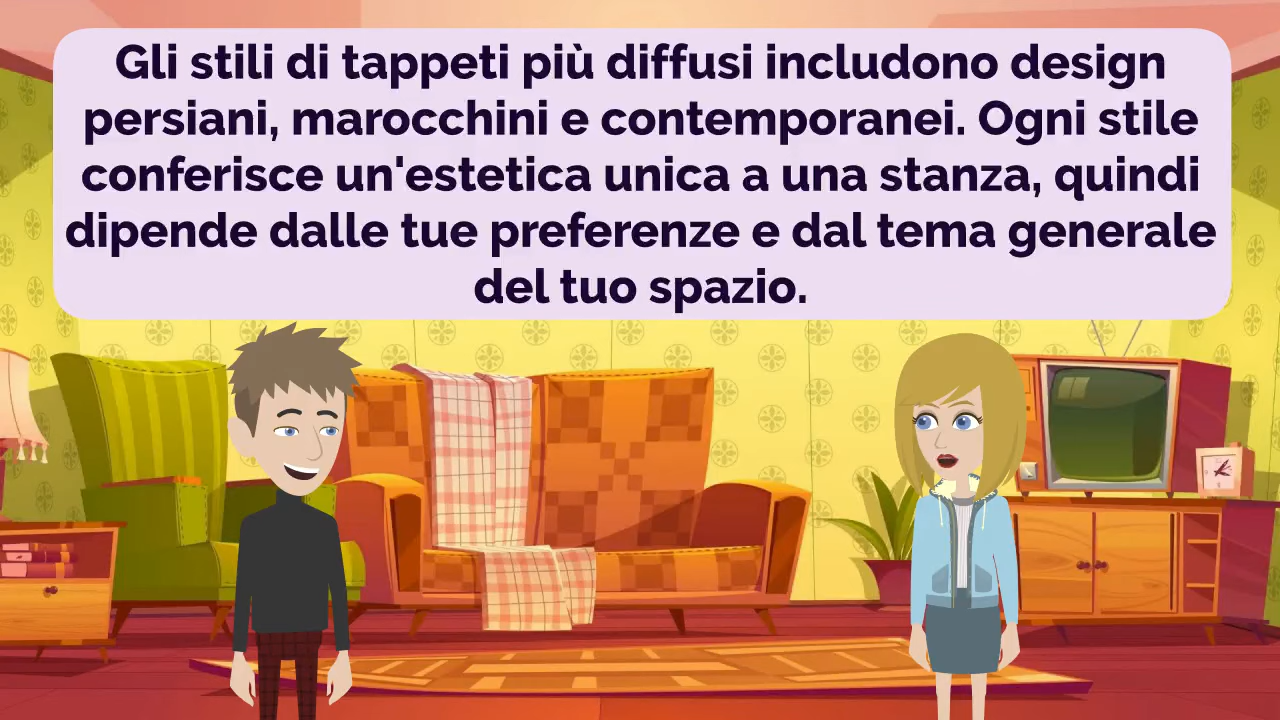 Gli stili di tappeti più diffusi includono design
persiani, marocchini e contemporanei. Ogni stile
conferisce un'estetica unica a una stanza, quindi
dipende dalle tue preferenze e dal tema generale
del tuo spazio.